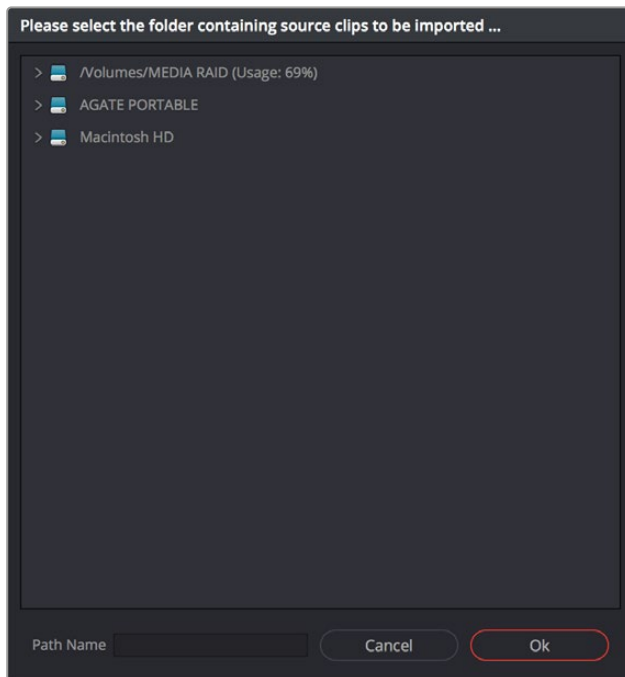 Please select the folder containing source clips to be imported ...
/Volumes/MEDIA RAID (Usage: 69%)
AGATE PORTABLE
Macintosh HD
Path Name
Cancel
Ok